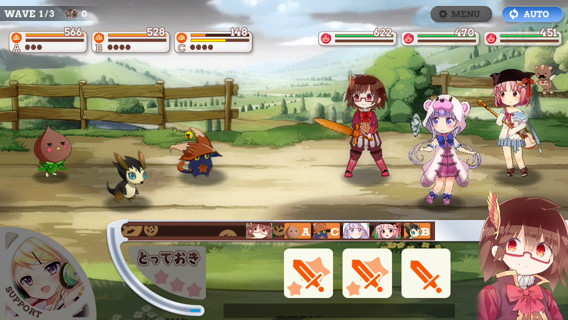 WAVE 1/3 0
MENU
AUTO
566
528
148
622
470
451
A
B
C
A C B
とっておき
SUPPORT